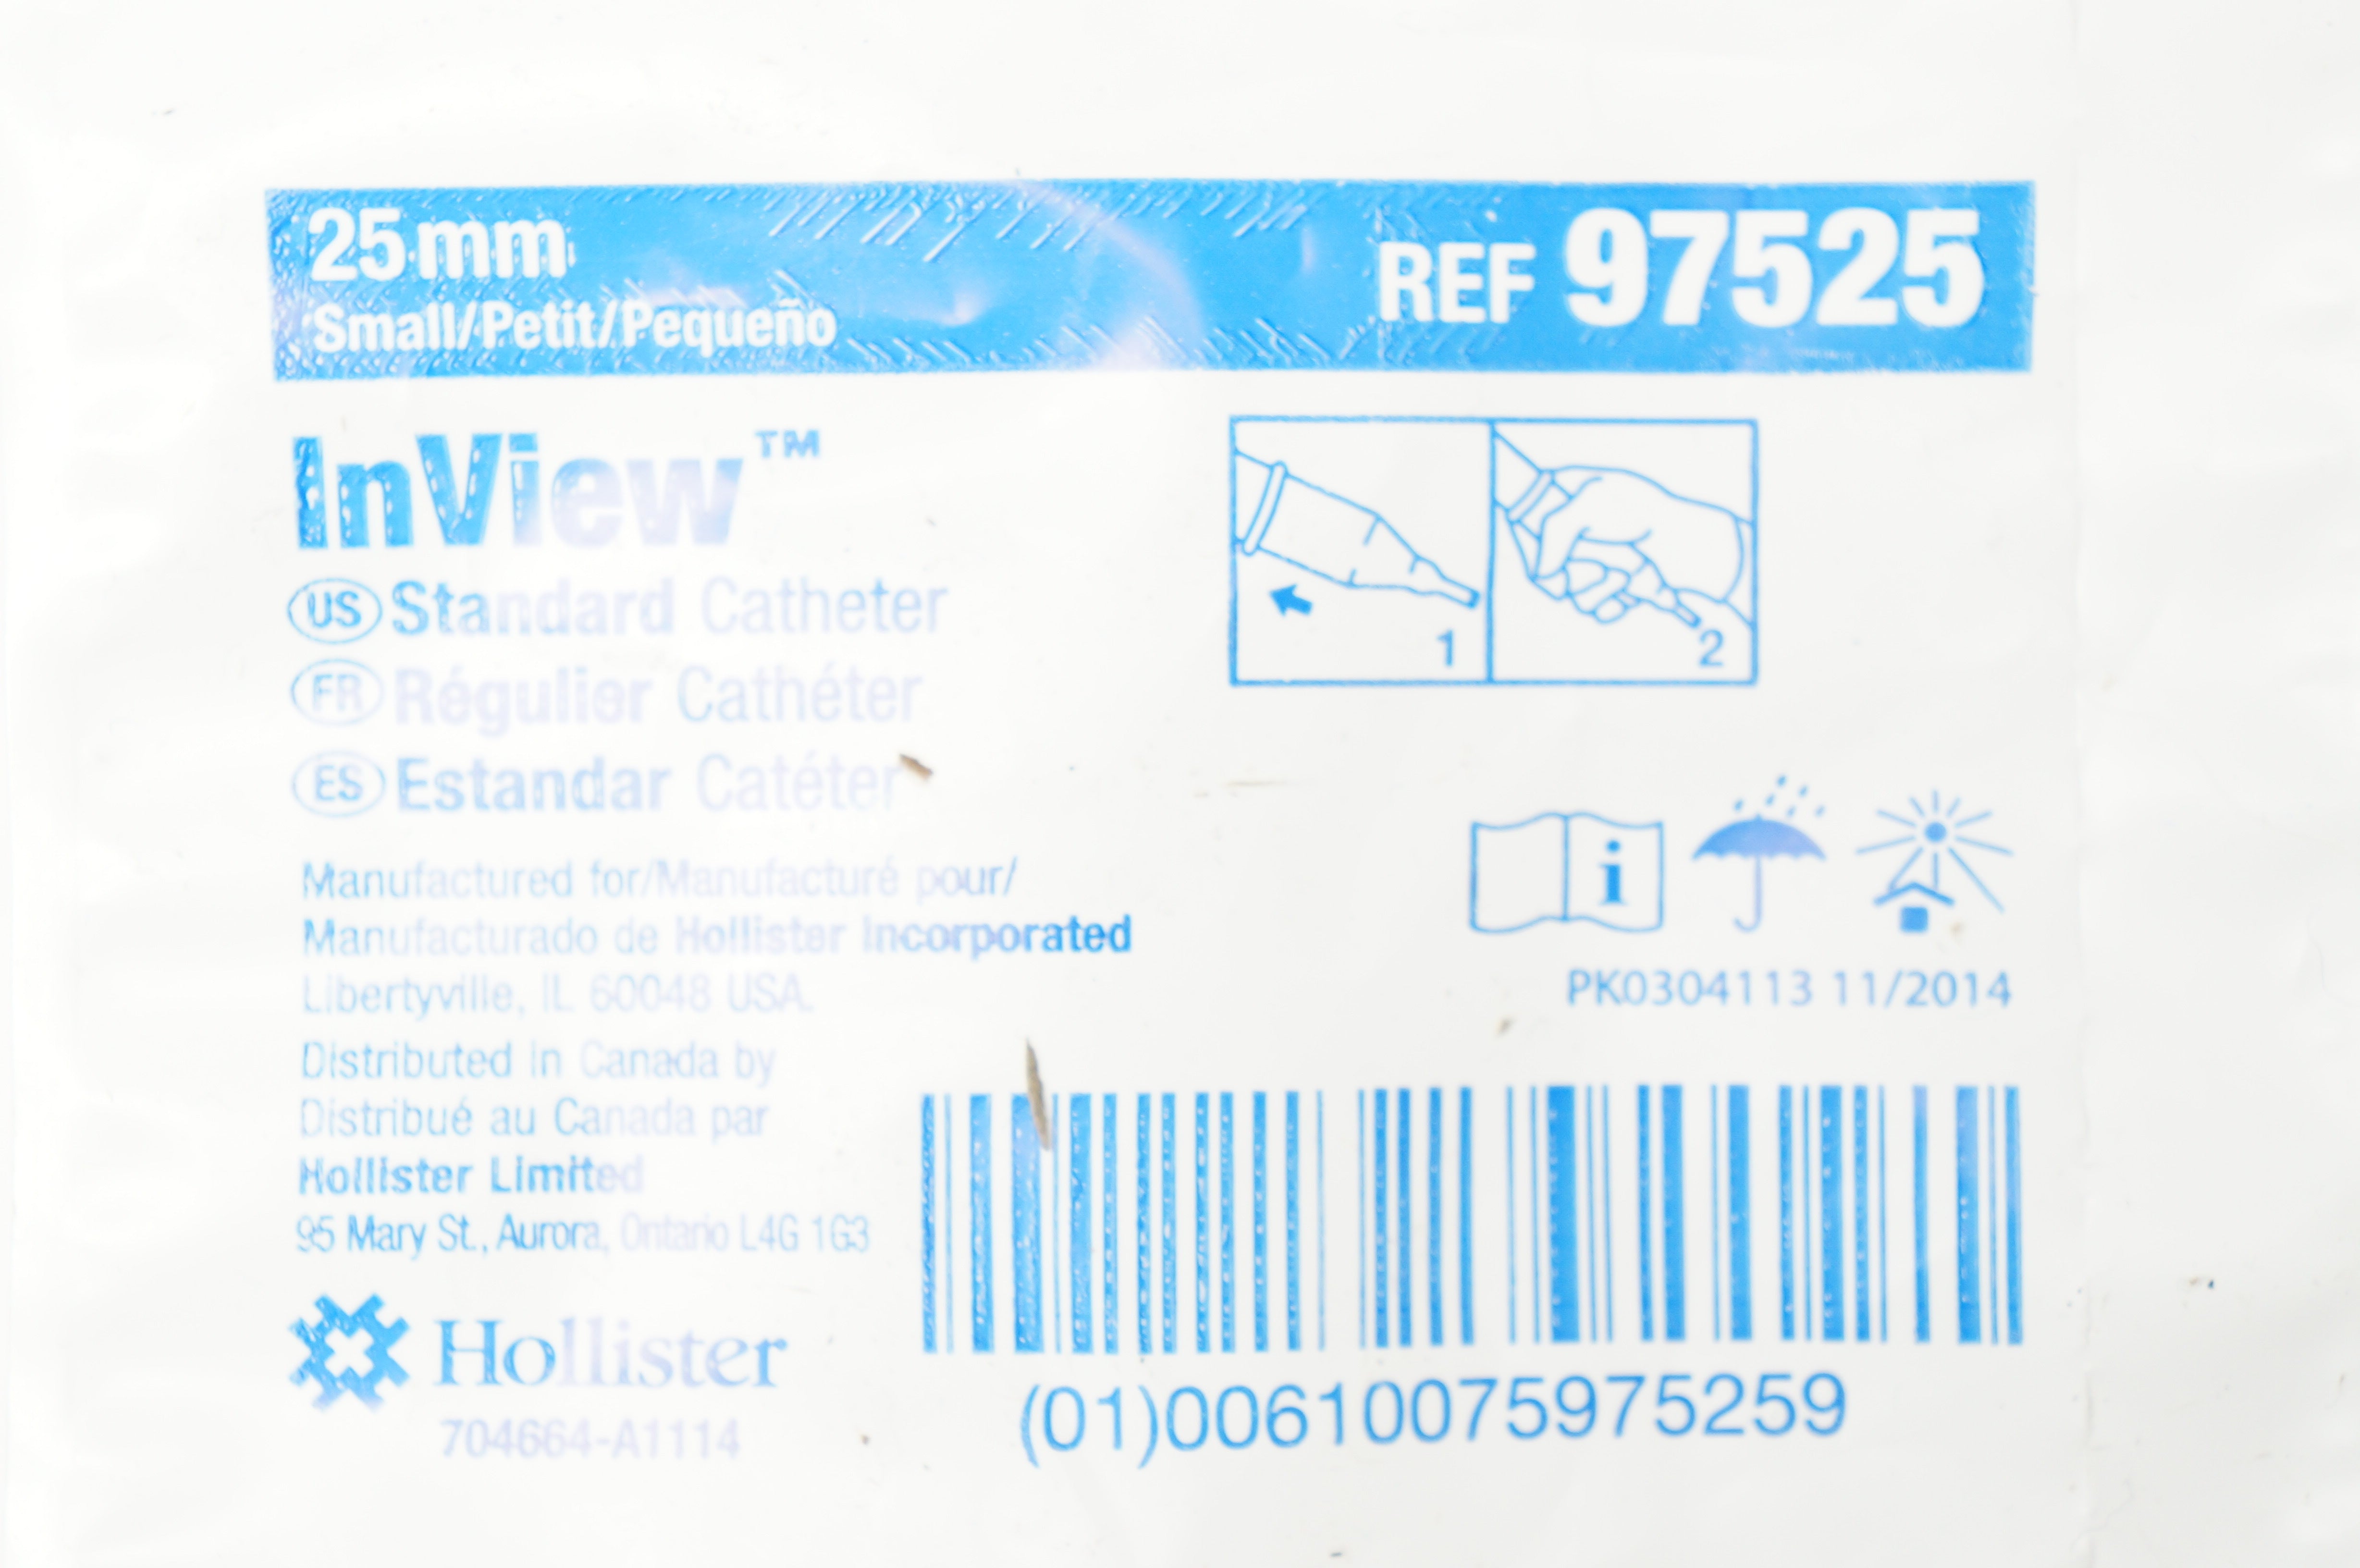 25 mm
Small/Petit/Pequeño
REF 97525
InView™
US Standard Catheter
FR Régulier Cathéter
ES Estandar Catéter
Manufactured for/Manufacturé pour/
Manufacturado de Hollister Incorporated
Libertyville, IL 60048 USA.
Distributed in Canada by
Distribué au Canada par
Hollister Limited
95 Mary St., Aurora, Ontario L4G 1G3
Hollister
704664-A1114
1
2
i
PK0304113 11/2014
(01)00610075975259